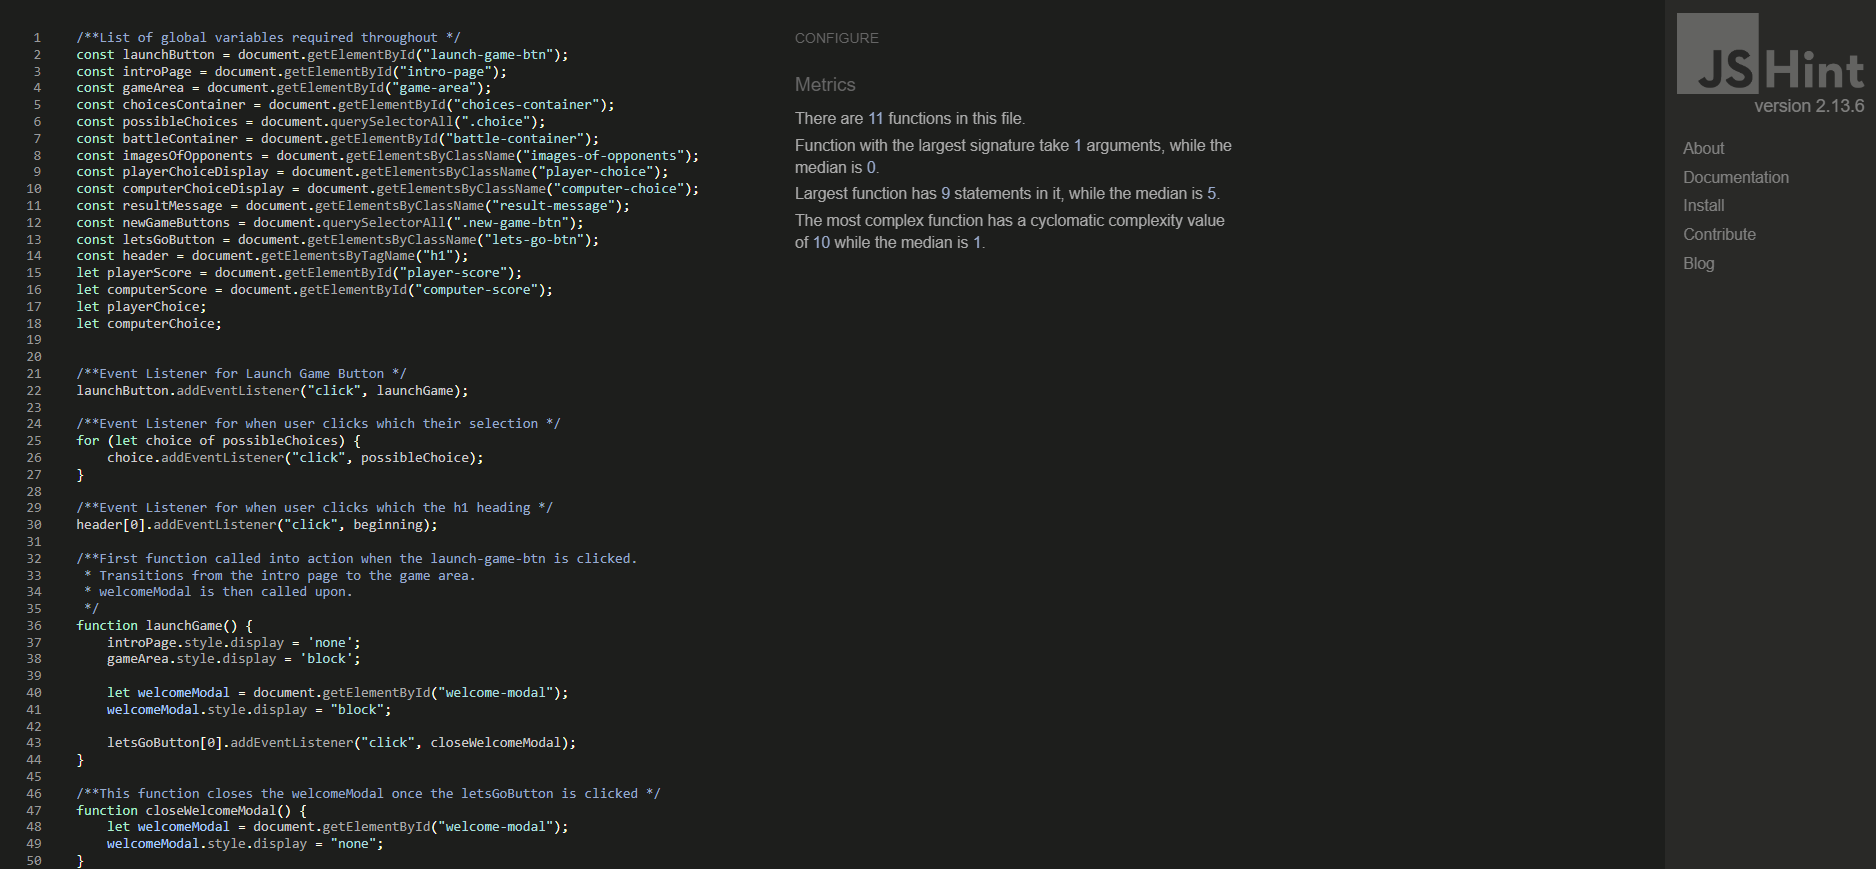 1 /**List of global variables required throughout */
2 const launchButton = document.getElementById("launch-game-btn");
3 const introPage = document.getElementById("intro-page");
4 const gameArea = document.getElementById("game-area");
5 const choicesContainer = document.getElementById("choices-container");
6 const possibleChoices = document.querySelectorAll(".choice");
7 const battleContainer = document.getElementById("battle-container");
8 const imagesOfOpponents = document.getElementsByClassName("images-of-opponents");
9 const playerChoiceDisplay = document.getElementsByClassName("player-choice");
10 const computerChoiceDisplay = document.getElementsByClassName("computer-choice");
11 const resultMessage = document.getElementsByClassName("result-message");
12 const newGameButtons = document.querySelectorAll(".new-game-btn");
13 const letsGoButton = document.getElementsByClassName("lets-go-btn");
14 const header = document.getElementsByTagName("h1");
15 let playerScore = document.getElementById("player-score");
16 let computerScore = document.getElementById("computer-score");
17 let playerChoice;
18 let computerChoice;
19
20
21 /**Event Listener for Launch Game Button */
22 launchButton.addEventListener("click", launchGame);
23
24 /**Event Listener for when user clicks which their selection */
25 for (let choice of possibleChoices) {
26 choice.addEventListener("click", possibleChoice);
27 }
28
29 /**Event Listener for when user clicks which the h1 heading */
30 header[0].addEventListener("click", beginning);
31
32 /**First function called into action when the launch-game-btn is clicked.
33 * Transitions from the intro page to the game area.
34 * welcomeModal is then called upon.
35 */
36 function launchGame() {
37 introPage.style.display = 'none';
38 gameArea.style.display = 'block';
39
40 let welcomeModal = document.getElementById("welcome-modal");
41 welcomeModal.style.display = "block";
42
43 letsGoButton[0].addEventListener("click", closeWelcomeModal);
44 }
45
46 /**This function closes the welcomeModal once the letsGoButton is clicked */
47 function closeWelcomeModal() {
48 let welcomeModal = document.getElementById("welcome-modal");
49 welcomeModal.style.display = "none";
50 }
CONFIGURE
Metrics
There are 11 functions in this file.
Function with the largest signature take 1 arguments, while the
median is 0.
Largest function has 9 statements in it, while the median is 5.
The most complex function has a cyclomatic complexity value
of 10 while the median is 1.
JSHint
version 2.13.6
About
Documentation
Install
Contribute
Blog